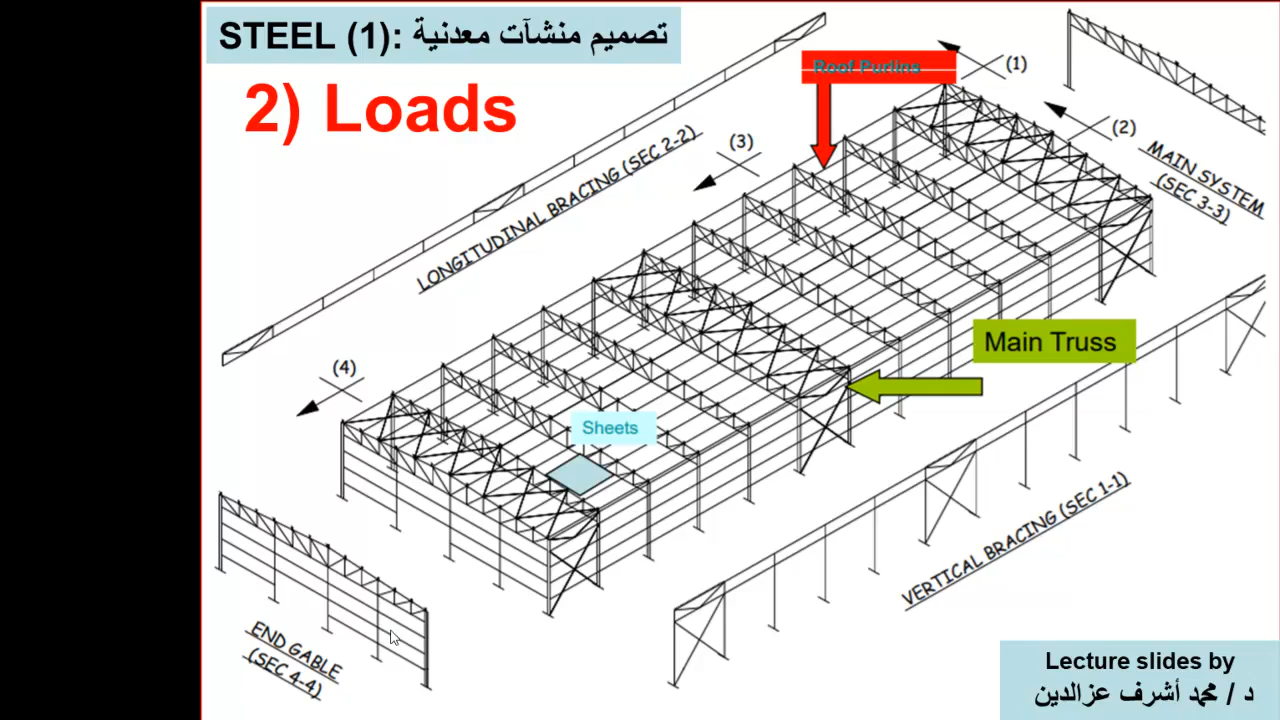 STEEL (1): تصميم منشآت معدنية
2) Loads
Roof Purlins
(1)
(2)
(3)
MAIN SYSTEM
(SEC 3-3)
LONGITUDINAL BRACING (SEC 2-2)
Main Truss
(4)
Sheets
VERTICAL BRACING (SEC 1-1)
END GABLE
(SEC 4-4)
Lecture slides by
د / محمد أشرف عزالدين